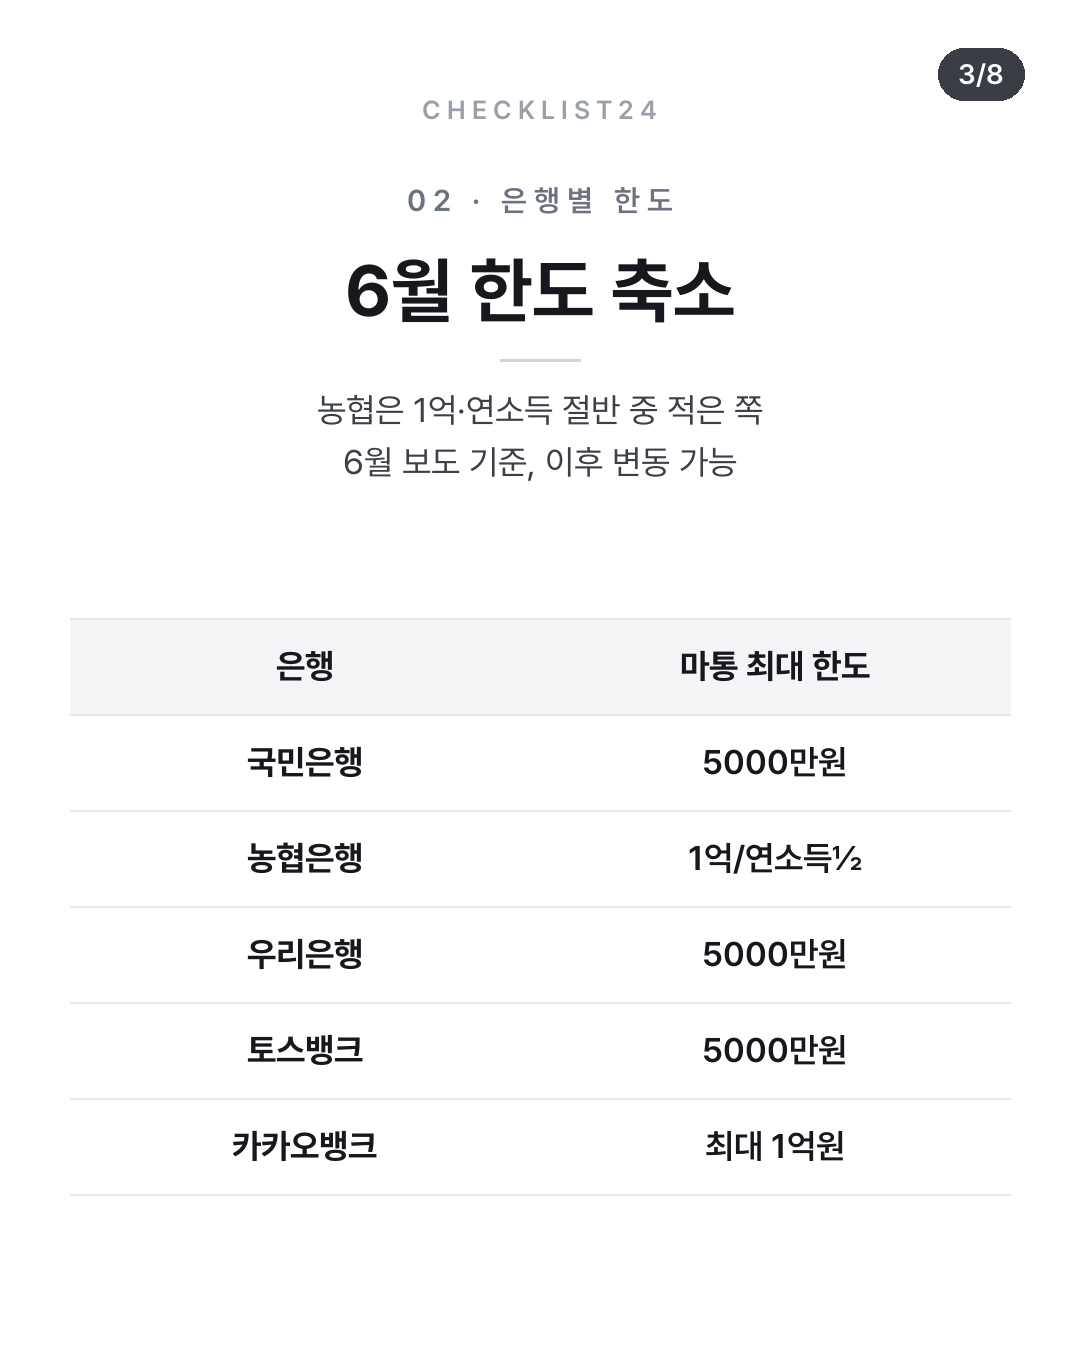 3/8
CHECKLIST24
02 · 은행별 한도
6월 한도 축소
농협은 1억·연소득 절반 중 적은 쪽
6월 보도 기준, 이후 변동 가능
은행 마통 최대 한도
국민은행 5000만원
농협은행 1억/연소득½
우리은행 5000만원
토스뱅크 5000만원
카카오뱅크 최대 1억원